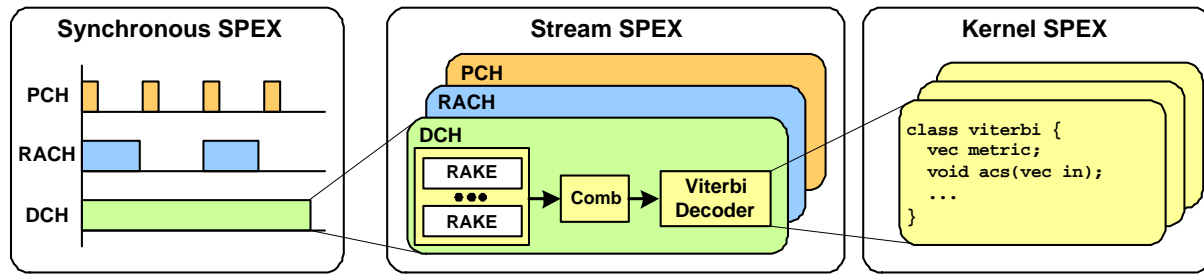 Synchronous SPEX
PCH
RACH
DCH
Stream SPEX
PCH
RACH
DCH
RAKE
RAKE
Comb
Viterbi
Decoder
Kernel SPEX
class viterbi {
vec metric;
void acs(vec in);
...
}